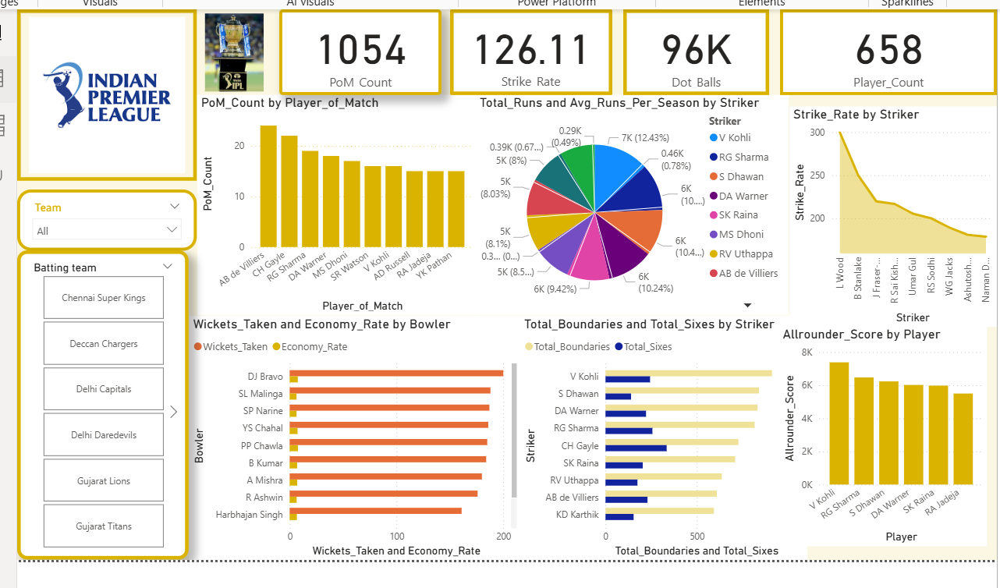 ges
Visuals
AI visuals
Power Platform
Elements
Sparklines
INDIAN
PREMIER
LEAGUE
IPL
1054
PoM Count
126.11
Strike Rate
96K
Dot_Balls
658
Player_Count
Team
All
Batting team
Chennai Super Kings
Deccan Chargers
Delhi Capitals
Delhi Daredevils
Gujarat Lions
Gujarat Titans
PoM_Count by Player_of_Match
PoM_Count
20
10
0
AB de Villiers
CH Gayle
RG Sharma
DA Warner
MS Dhoni
SR Watson
V Kohli
AD Russell
RA Jadeja
YK Pathan
Player_of_Match
Total_Runs and Avg_Runs_Per_Season by Striker
7K (12.43%)
0.46K
(0.78%)
6K
(10....)
6K
(10.4...)
6K
(10.24%)
6K (9.42%)
5K (8.5...)
0.3... (0...)
5K
(8.1%)
5K
(8.03%)
5K (8%)
0.39K (0.67...)
0.29K
(0.49%)
Striker
V Kohli
RG Sharma
S Dhawan
DA Warner
SK Raina
MS Dhoni
RV Uthappa
AB de Villiers
Strike_Rate by Striker
Strike_Rate
300
250
200
L Wood
B Stanlake
J Fraser-...
R Sai Kish...
Umar Gul
RS Sodhi
WG Jacks
Ashutosh...
Naman D...
Striker
Wickets_Taken and Economy_Rate by Bowler
Wickets_Taken
Economy_Rate
Bowler
DJ Bravo
SL Malinga
SP Narine
YS Chahal
PP Chawla
B Kumar
A Mishra
R Ashwin
Harbhajan Singh
0
100
200
Wickets_Taken and Economy_Rate
Total_Boundaries and Total_Sixes by Striker
Total_Boundaries
Total_Sixes
Striker
V Kohli
S Dhawan
DA Warner
RG Sharma
CH Gayle
SK Raina
RV Uthappa
AB de Villiers
KD Karthik
0
500
Total_Boundaries and Total_Sixes
Allrounder_Score by Player
Allrounder_Score
8K
6K
4K
2K
0K
V Kohli
RG Sharma
S Dhawan
DA Warner
SK Raina
RA Jadeja
Player